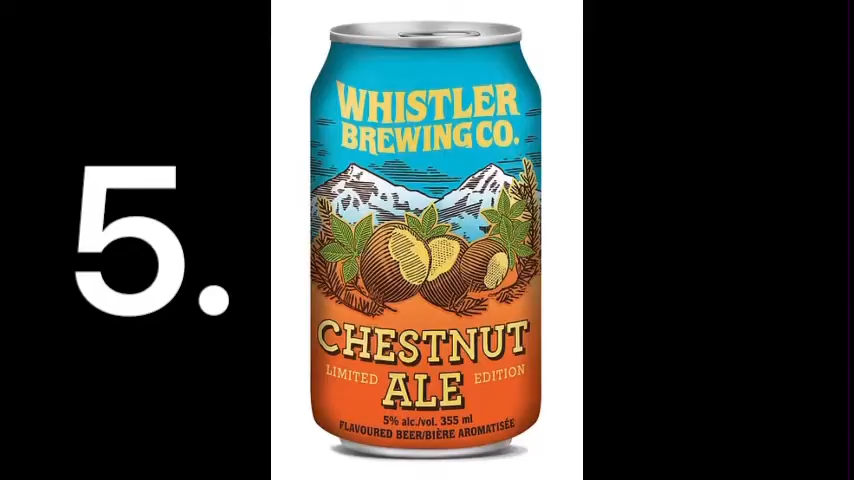 5.
WHISTLER
BREWING CO.
CHESTNUT
LIMITED ALE EDITION
5% alc./vol. 355 ml
FLAVOURED BEER/BIÈRE AROMATISÉE